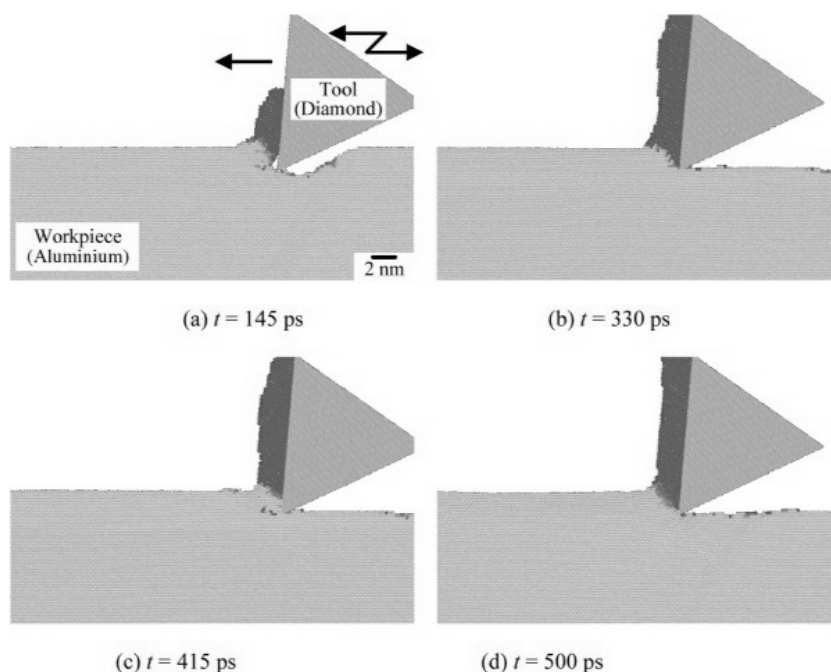 Tool
(Diamond)
Workpiece
(Aluminium)
2 nm
(a) t = 145 ps
(b) t = 330 ps
(c) t = 415 ps
(d) t = 500 ps